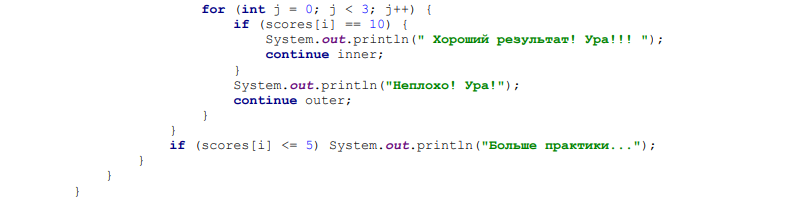 for (int j = 0; j < 3; j++) {
if (scores[i] == 10) {
System.out.println(" Хороший результат! Ура!!! ");
continue inner;
}
System.out.println("Неплохо! Ура!");
continue outer;
}
}
if (scores[i] <= 5) System.out.println("Больше практики...");
}
}
}